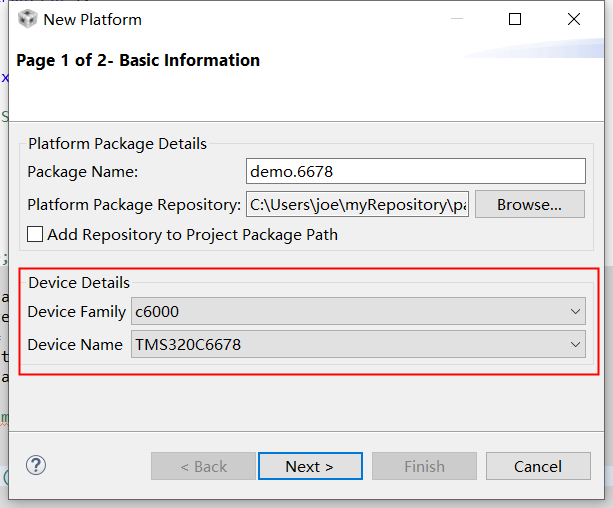 New Platform
Page 1 of 2- Basic Information
Platform Package Details
Package Name: demo.6678
Platform Package Repository: C:\Users\joe\myRepository\pa Browse...
Add Repository to Project Package Path
Device Details
Device Family c6000
Device Name TMS320C6678
? < Back Next > Finish Cancel